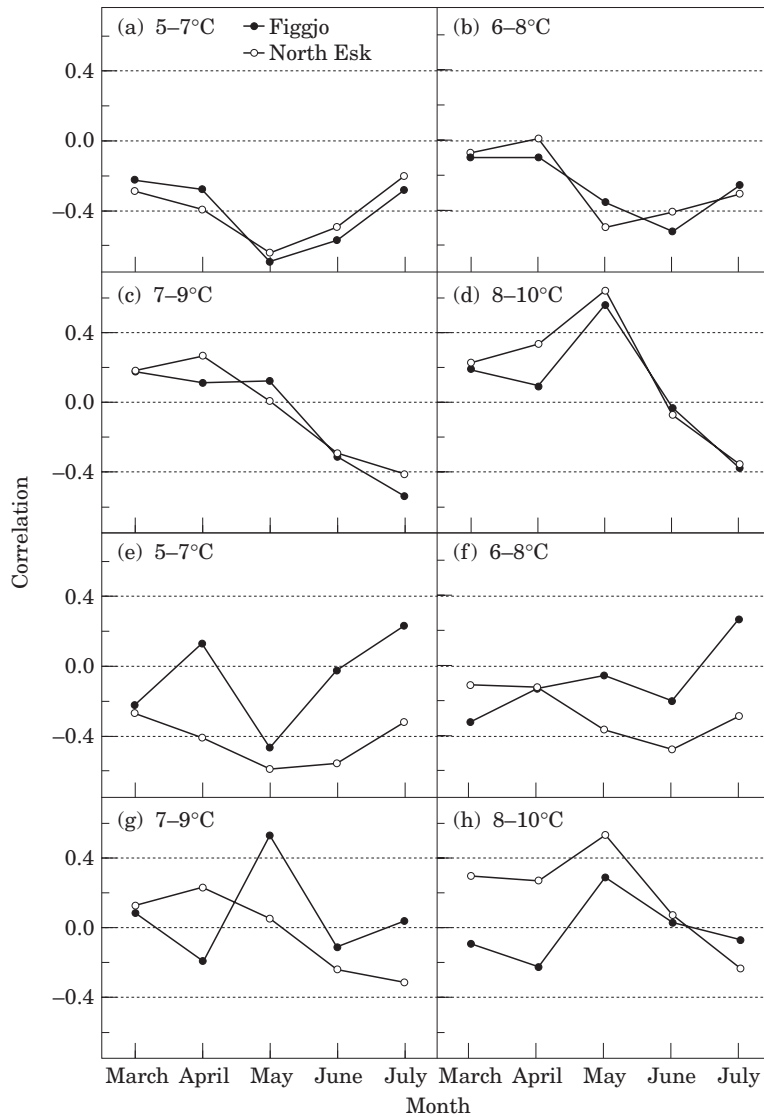 (a) 5–7°C
Figgjo
North Esk
(b) 6–8°C
0.4
0.0
–0.4
(c) 7–9°C
(d) 8–10°C
0.4
0.0
–0.4
Correlation
(e) 5–7°C
(f) 6–8°C
0.4
0.0
–0.4
(g) 7–9°C
(h) 8–10°C
0.4
0.0
–0.4
March April May June July March April May June July
Month